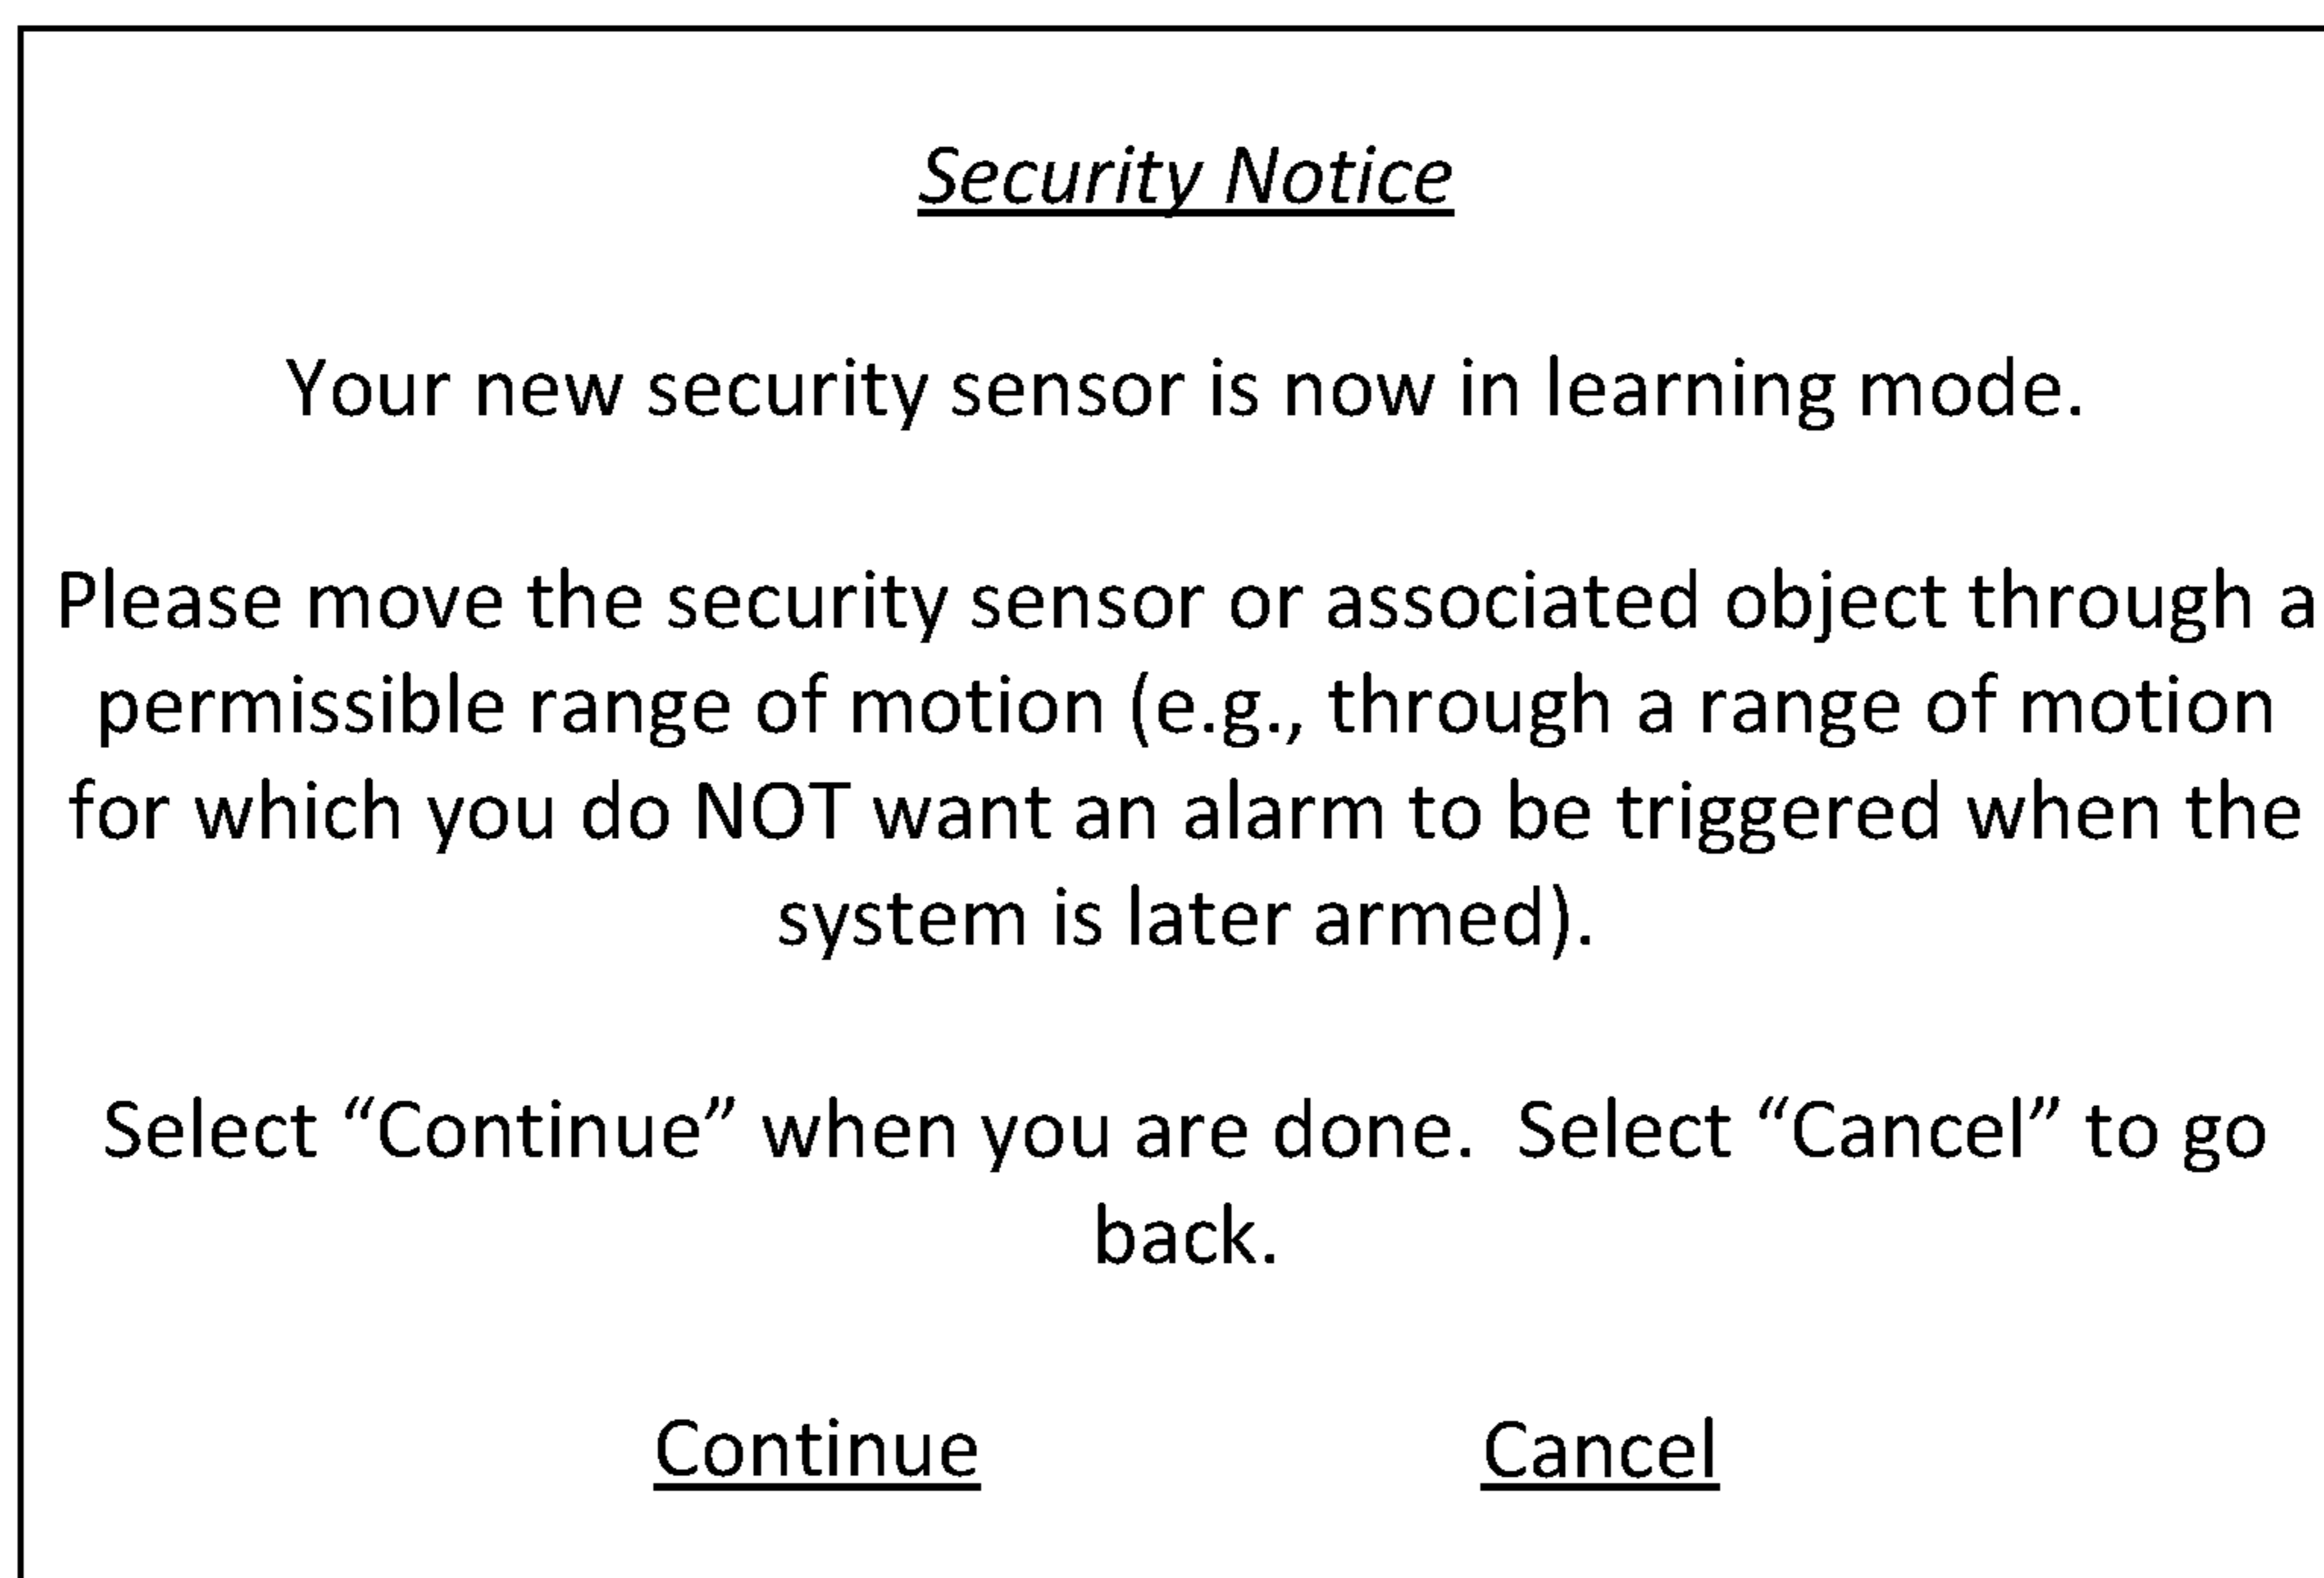 Security Notice
Your new security sensor is now in learning mode.
Please move the security sensor or associated object through a
permissible range of motion (e.g., through a range of motion
for which you do NOT want an alarm to be triggered when the
system is later armed).
Select “Continue” when you are done.  Select “Cancel” to go
back.
Continue Cancel